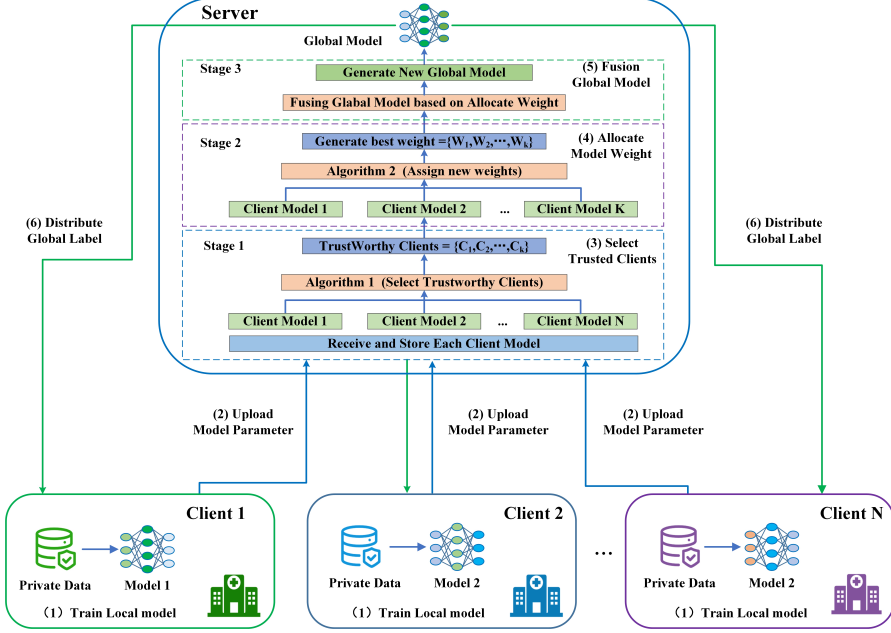 Server
Global Model
Stage 3
Generate New Global Model
(5) Fusion
Global Model
Fusing Glabal Model based on Allocate Weight
Stage 2
Generate best weight ={W1,W2,···,Wk}
(4) Allocate
Model Weight
Algorithm 2 (Assign new weights)
Client Model 1
Client Model 2
...
Client Model K
(6) Distribute
Global Label
(6) Distribute
Global Label
Stage 1
TrustWorthy Clients = {C1,C2,···,Ck}
(3) Select
Trusted Clients
Algorithm 1 (Select Trustworthy Clients)
Client Model 1
Client Model 2
...
Client Model N
Receive and Store Each Client Model
(2) Upload
Model Parameter
(2) Upload
Model Parameter
(2) Upload
Model Parameter
Client 1
Private Data
Model 1
（1）Train Local model
Client 2
Private Data
Model 2
（1）Train Local model
...
Client N
Private Data
Model 2
（1）Train Local model